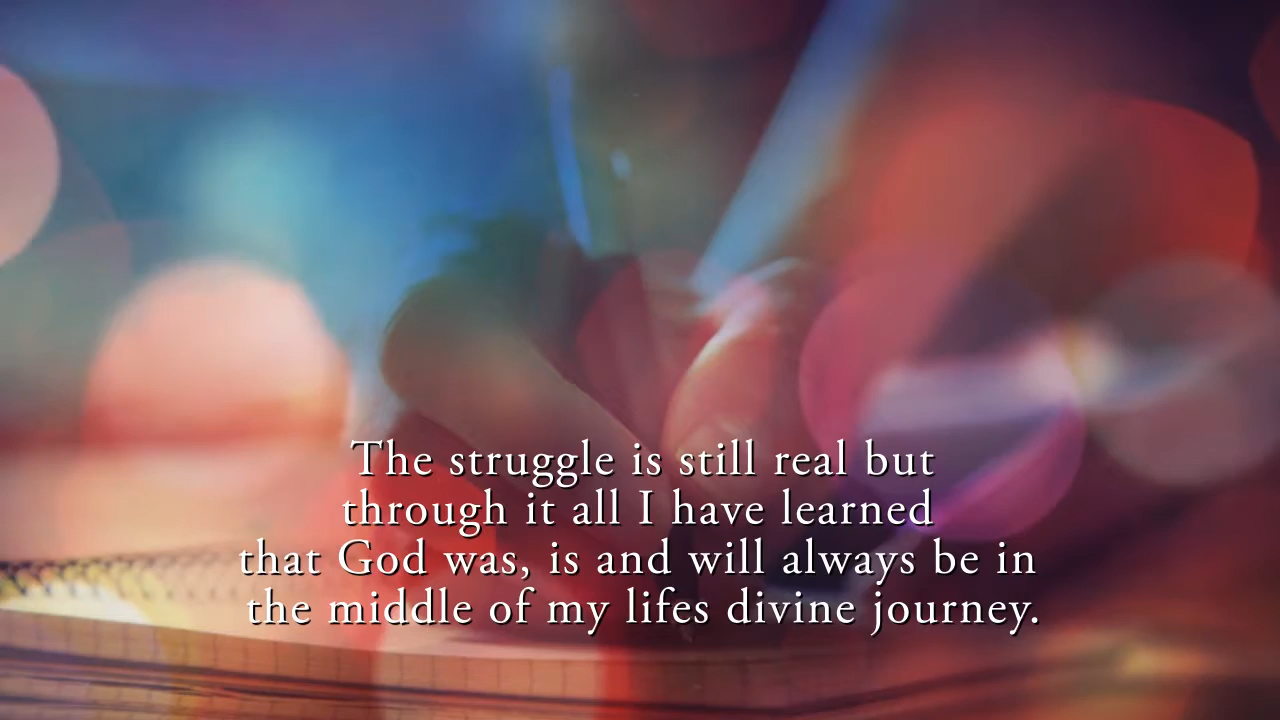 The struggle is still real but
through it all I have learned
that God was, is and will always be in
the middle of my lifes divine journey.